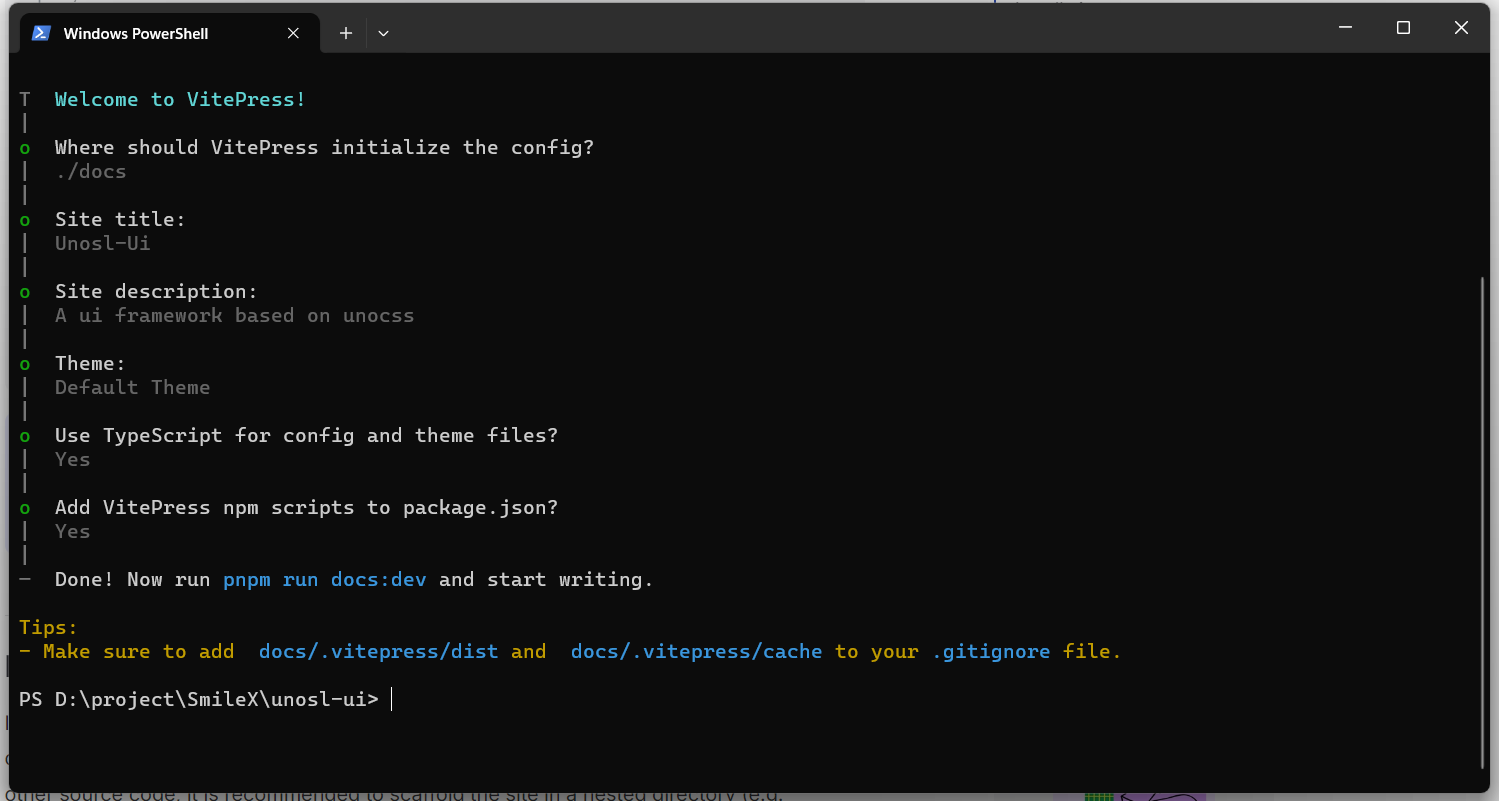 Windows PowerShell
T  Welcome to VitePress!
|
o  Where should VitePress initialize the config?
|  ./docs
|
o  Site title:
|  Unosl-Ui
|
o  Site description:
|  A ui framework based on unocss
|
o  Theme:
|  Default Theme
|
o  Use TypeScript for config and theme files?
|  Yes
|
o  Add VitePress npm scripts to package.json?
|  Yes
|
—  Done! Now run pnpm run docs:dev and start writing.
Tips:
- Make sure to add  docs/.vitepress/dist and  docs/.vitepress/cache to your .gitignore file.
PS D:\project\SmileX\unosl-ui>
other source code, it is recommended to scaffold the site in a nested directory (e.g.